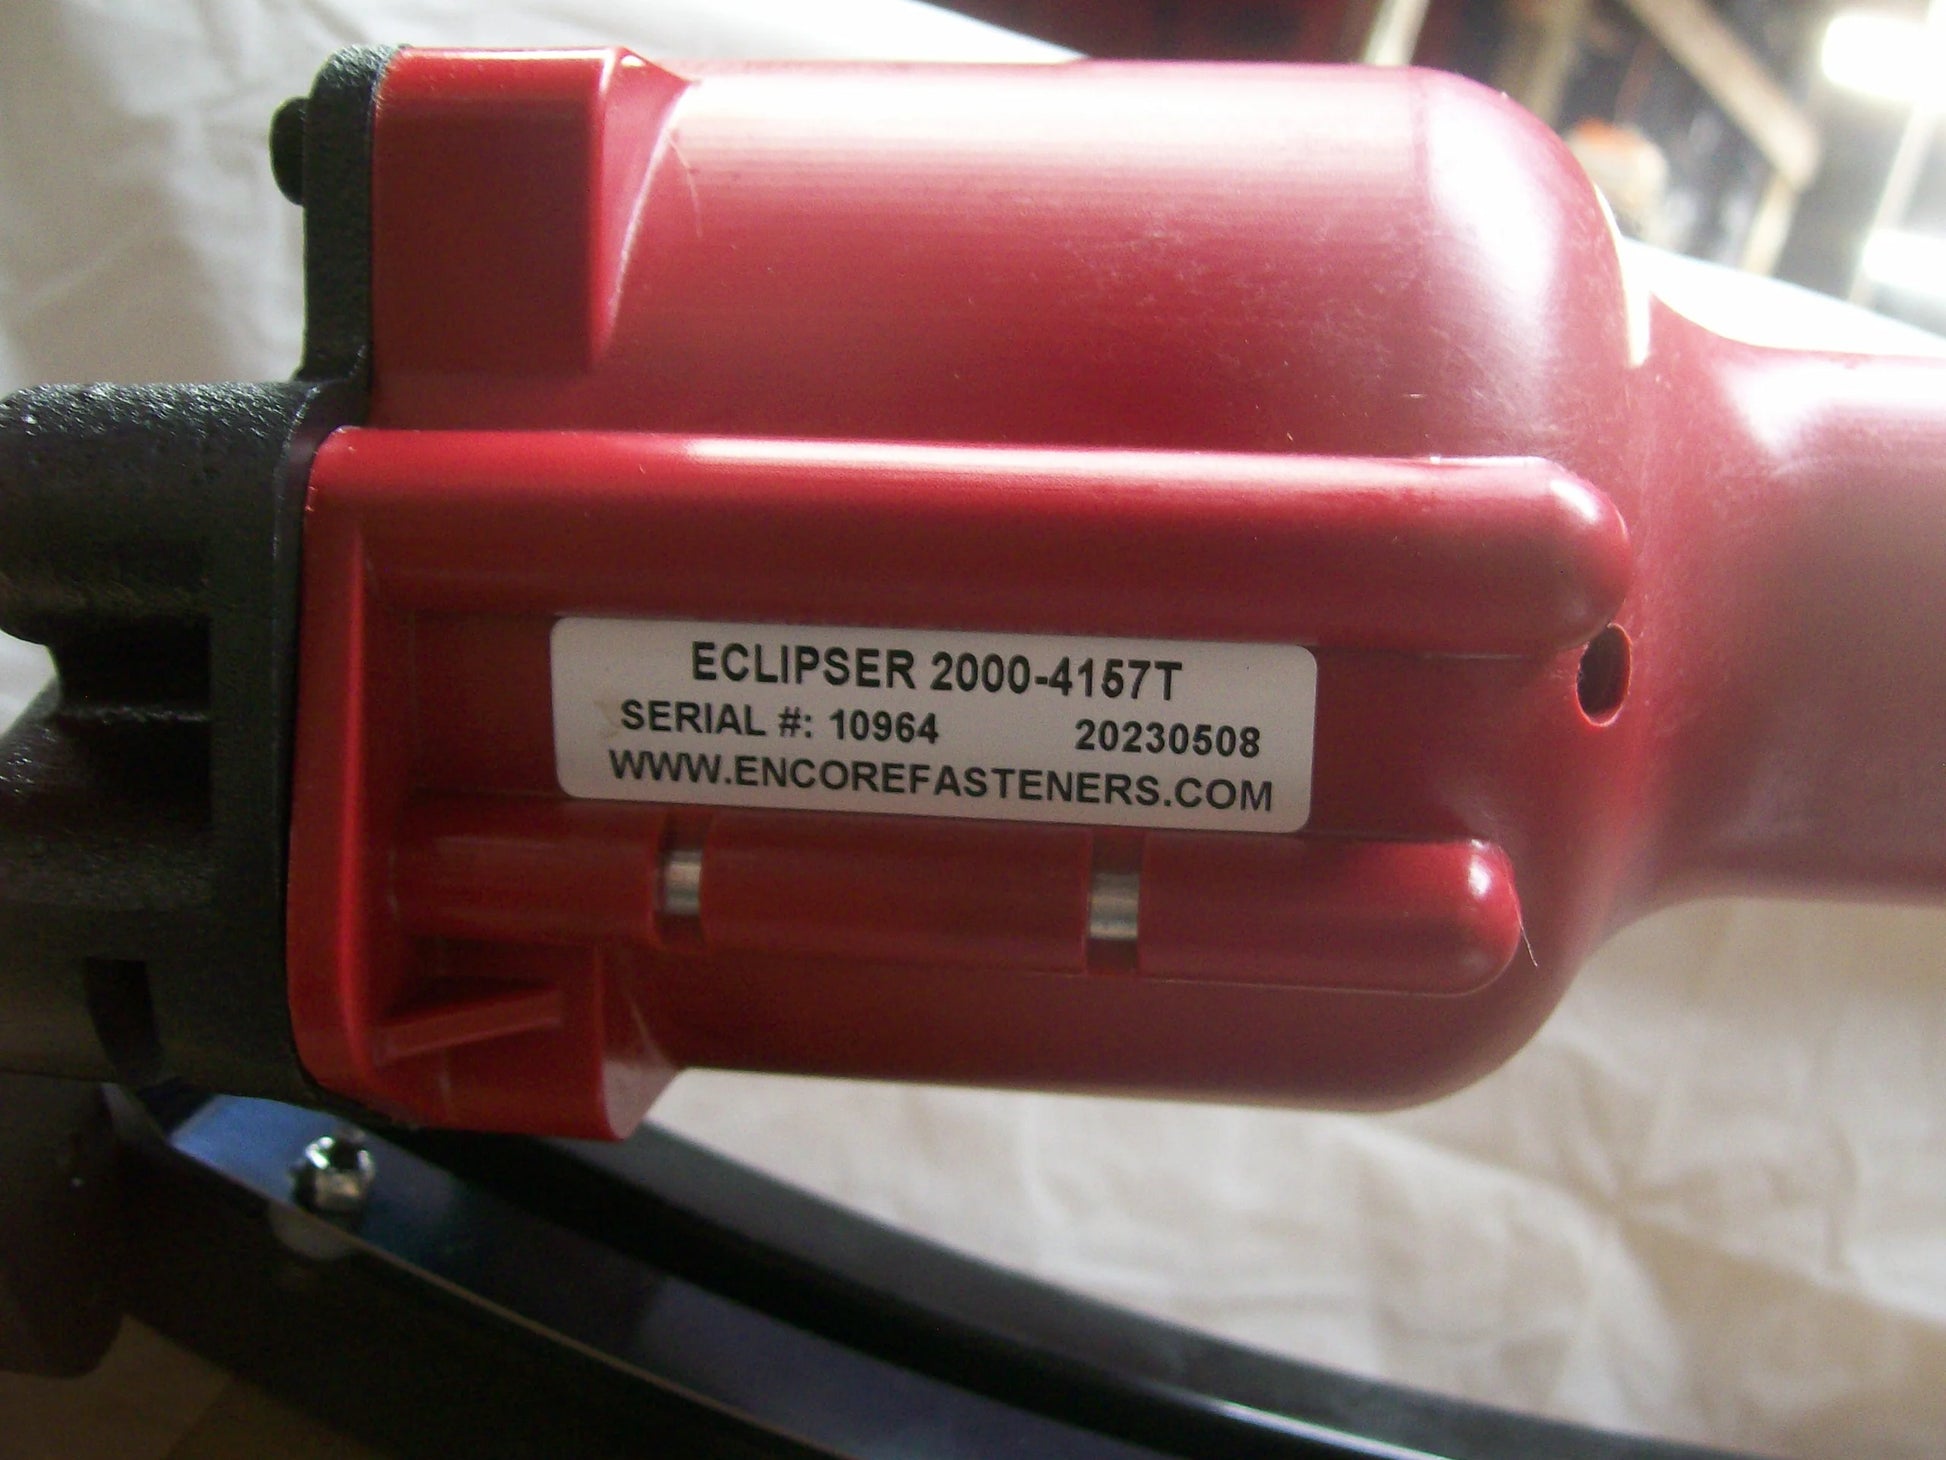 ECLIPSER 2000-4157T
SERIAL #: 10964 20230508
WWW.ENCOREFASTENERS.COM